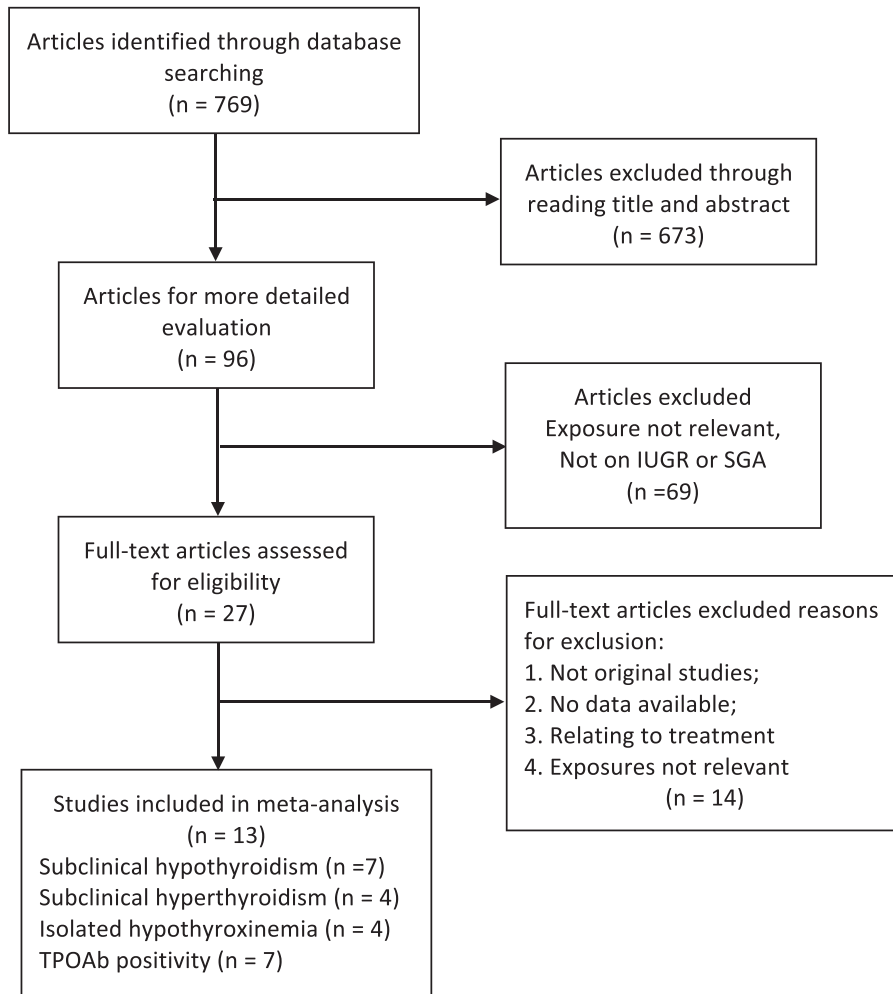 Articles identified through database
searching
(n = 769)
Articles excluded through
reading title and abstract
(n = 673)
Articles for more detailed
evaluation
(n = 96)
Articles excluded
Exposure not relevant,
Not on IUGR or SGA
(n =69)
Full-text articles assessed
for eligibility
(n = 27)
Full-text articles excluded reasons
for exclusion:
1. Not original studies;
2. No data available;
3. Relating to treatment
4. Exposures not relevant
(n = 14)
Studies included in meta-analysis
(n = 13)
Subclinical hypothyroidism (n =7)
Subclinical hyperthyroidism (n = 4)
Isolated hypothyroxinemia (n = 4)
TPOAb positivity (n = 7)